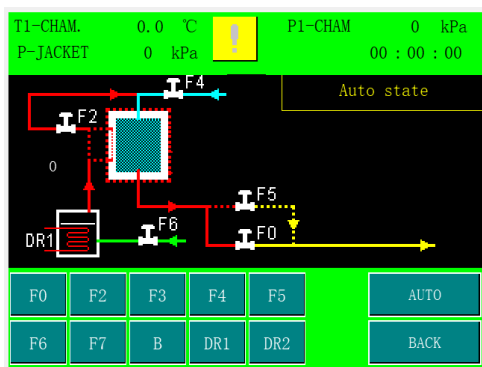 T1-CHAM. 0.0 ℃ ! P1-CHAM 0 kPa
P-JACKET 0 kPa 00:00:00
F4
Auto state
F2
0
F5
F6
F0
DR1
F0 F2 F3 F4 F5 AUTO
F6 F7 B DR1 DR2 BACK